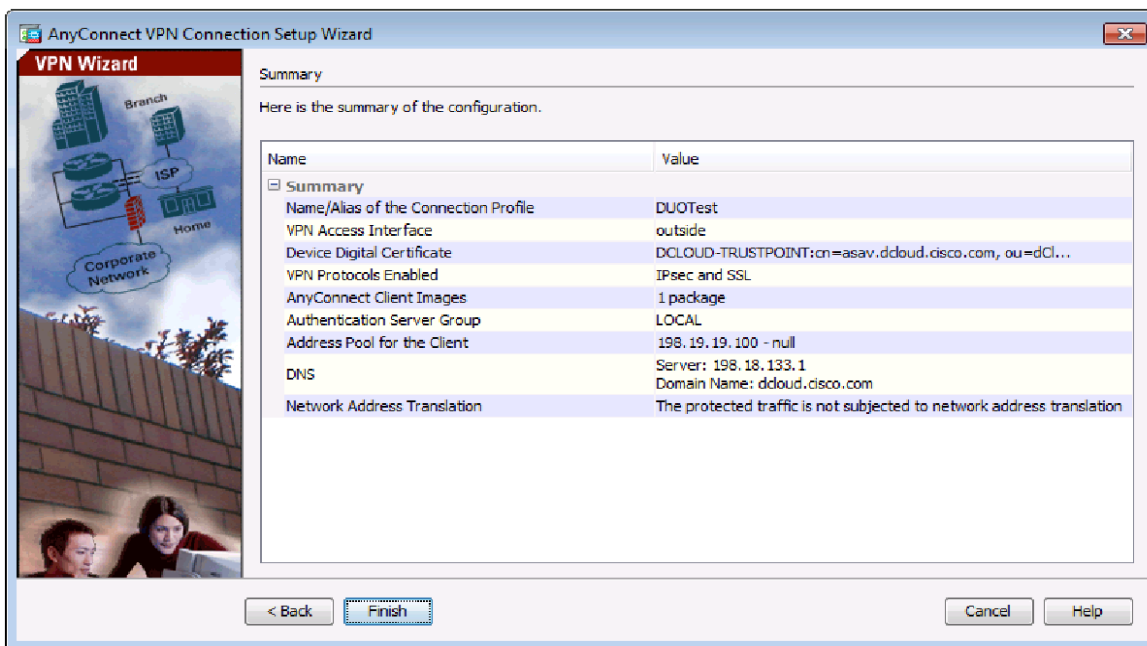 AnyConnect VPN Connection Setup Wizard
VPN Wizard
Branch
ISP
Home
Corporate
Network
Summary
Here is the summary of the configuration.
Name Value
Summary
Name/Alias of the Connection Profile DUOTest
VPN Access Interface outside
Device Digital Certificate DCLOUD-TRUSTPOINT:cn=asav.dcloud.cisco.com, ou=dCl...
VPN Protocols Enabled IPsec and SSL
AnyConnect Client Images 1 package
Authentication Server Group LOCAL
Address Pool for the Client 198.19.19.100 - null
DNS Server: 198.18.133.1
Domain Name: dcloud.cisco.com
Network Address Translation The protected traffic is not subjected to network address translation
< Back Finish Cancel Help